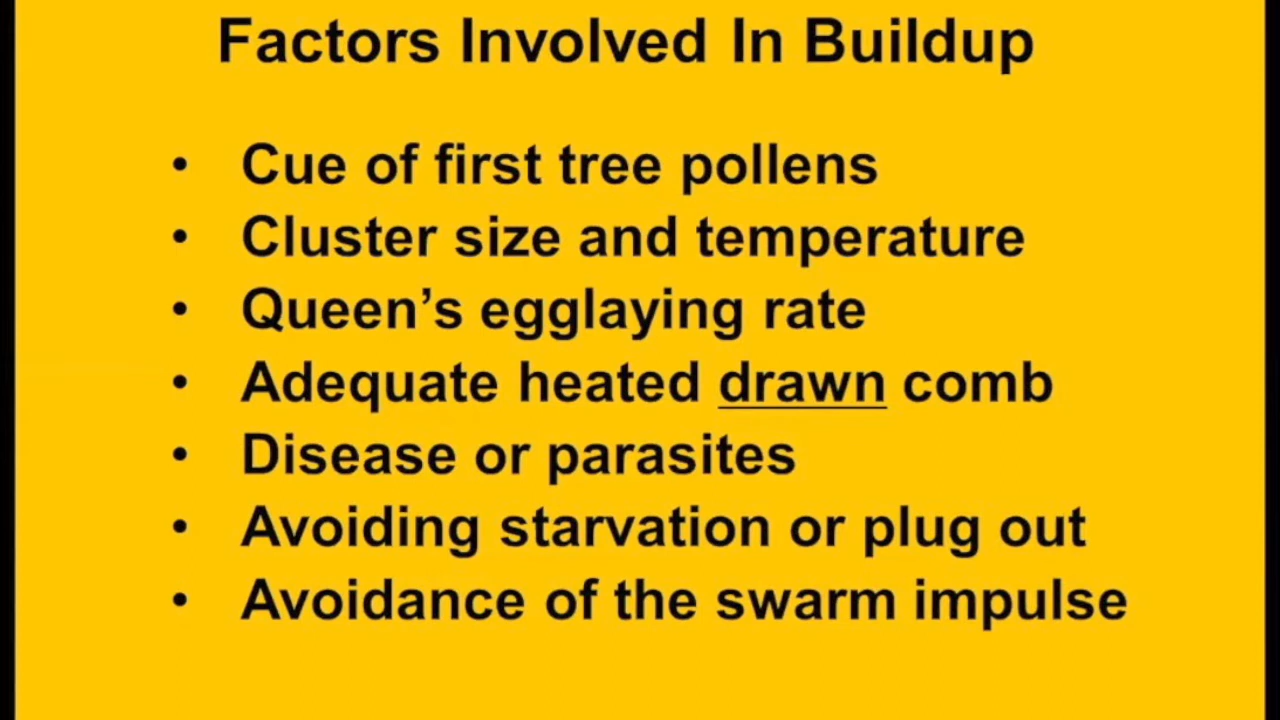 Factors Involved In Buildup
• Cue of first tree pollens
• Cluster size and temperature
• Queen’s egglaying rate
• Adequate heated drawn comb
• Disease or parasites
• Avoiding starvation or plug out
• Avoidance of the swarm impulse